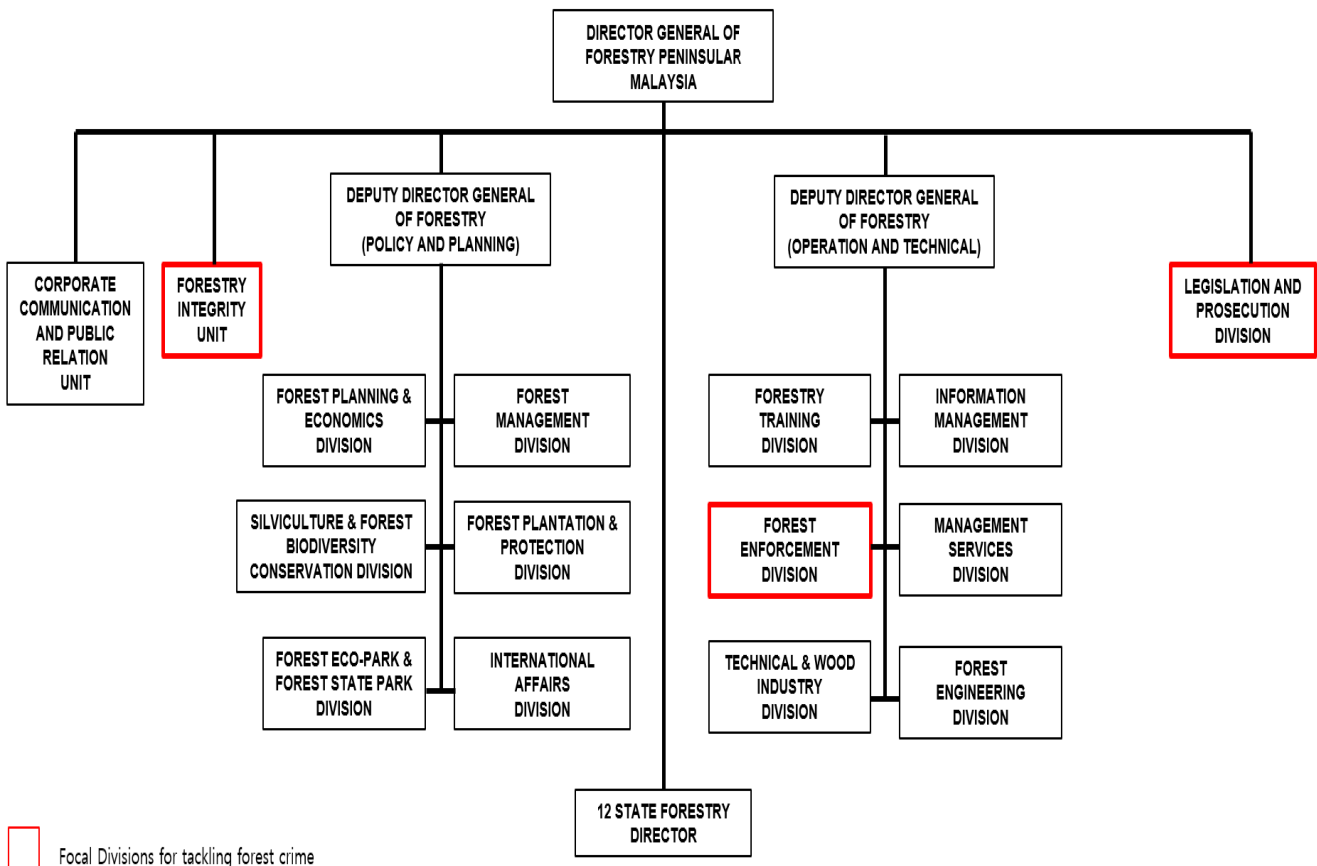 DIRECTOR GENERAL OF
FORESTRY PENINSULAR
MALAYSIA
DEPUTY DIRECTOR GENERAL
OF FORESTRY
(POLICY AND PLANNING)
DEPUTY DIRECTOR GENERAL
OF FORESTRY
(OPERATION AND TECHNICAL)
CORPORATE
COMMUNICATION
AND PUBLIC
RELATION
UNIT
FORESTRY
INTEGRITY
UNIT
LEGISLATION AND
PROSECUTION
DIVISION
FOREST PLANNING &
ECONOMICS
DIVISION
FOREST
MANAGEMENT
DIVISION
FORESTRY
TRAINING
DIVISION
INFORMATION
MANAGEMENT
DIVISION
SILVICULTURE & FOREST
BIODIVERSITY
CONSERVATION DIVISION
FOREST PLANTATION &
PROTECTION
DIVISION
FOREST
ENFORCEMENT
DIVISION
MANAGEMENT
SERVICES
DIVISION
FOREST ECO-PARK &
FOREST STATE PARK
DIVISION
INTERNATIONAL
AFFAIRS
DIVISION
TECHNICAL & WOOD
INDUSTRY
DIVISION
FOREST
ENGINEERING
DIVISION
12 STATE FORESTRY
DIRECTOR
Focal Divisions for tackling forest crime